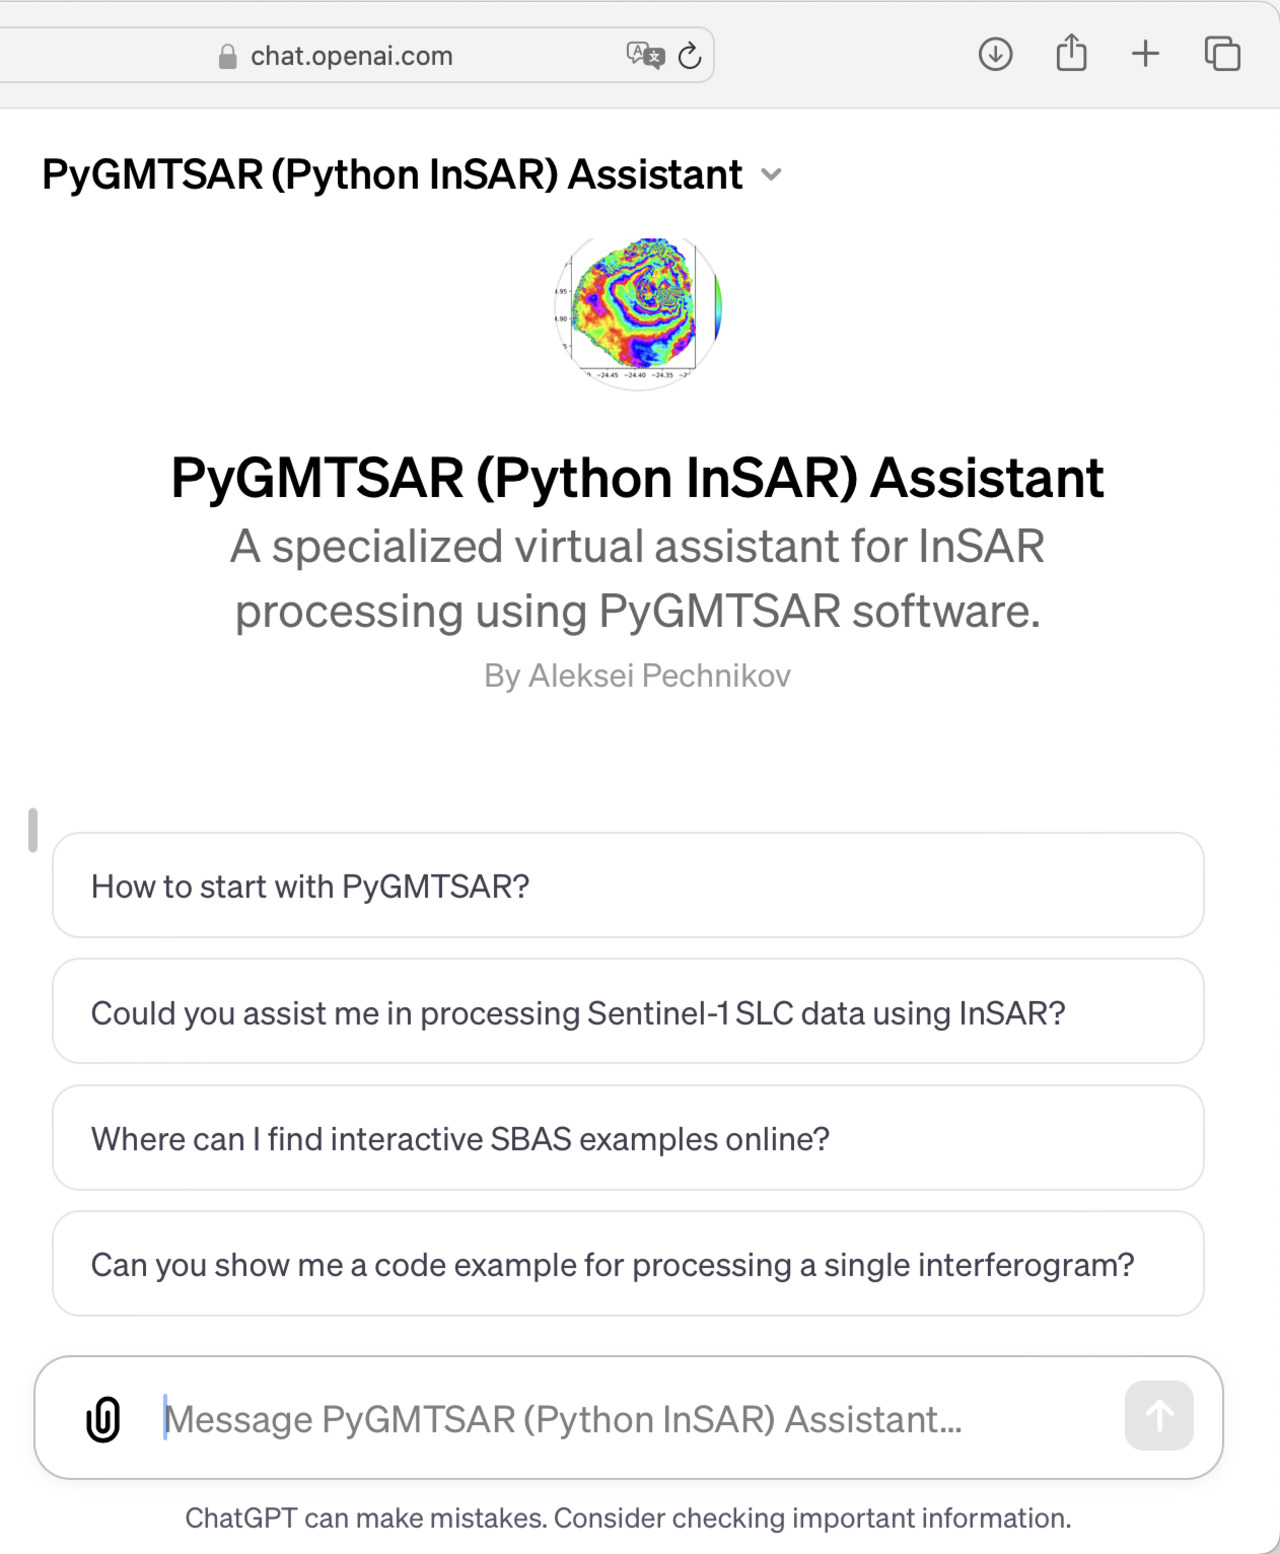 chat.openai.com
PyGMTSAR (Python InSAR) Assistant
4.95
4.90
-24.45 -24.40 -24.35
PyGMTSAR (Python InSAR) Assistant
A specialized virtual assistant for InSAR
processing using PyGMTSAR software.
By Aleksei Pechnikov
How to start with PyGMTSAR?
Could you assist me in processing Sentinel-1 SLC data using InSAR?
Where can I find interactive SBAS examples online?
Can you show me a code example for processing a single interferogram?
Message PyGMTSAR (Python InSAR) Assistant...
ChatGPT can make mistakes. Consider checking important information.